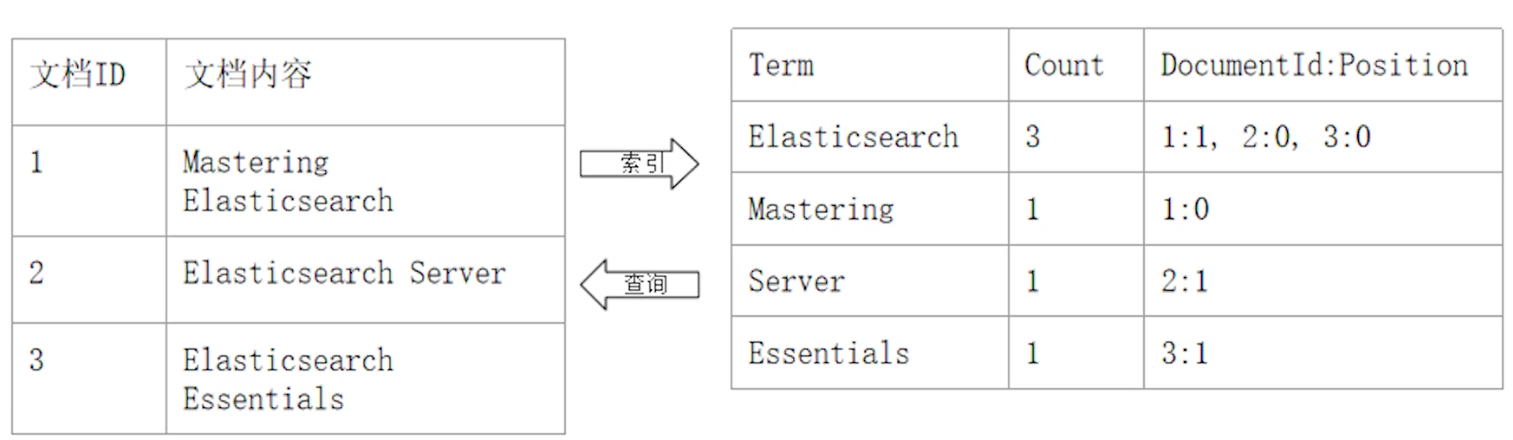 文档ID 文档内容
1 Mastering
Elasticsearch
2 Elasticsearch Server
3 Elasticsearch
Essentials
索引
查询
Term Count DocumentId:Position
Elasticsearch 3 1:1, 2:0, 3:0
Mastering 1 1:0
Server 1 2:1
Essentials 1 3:1